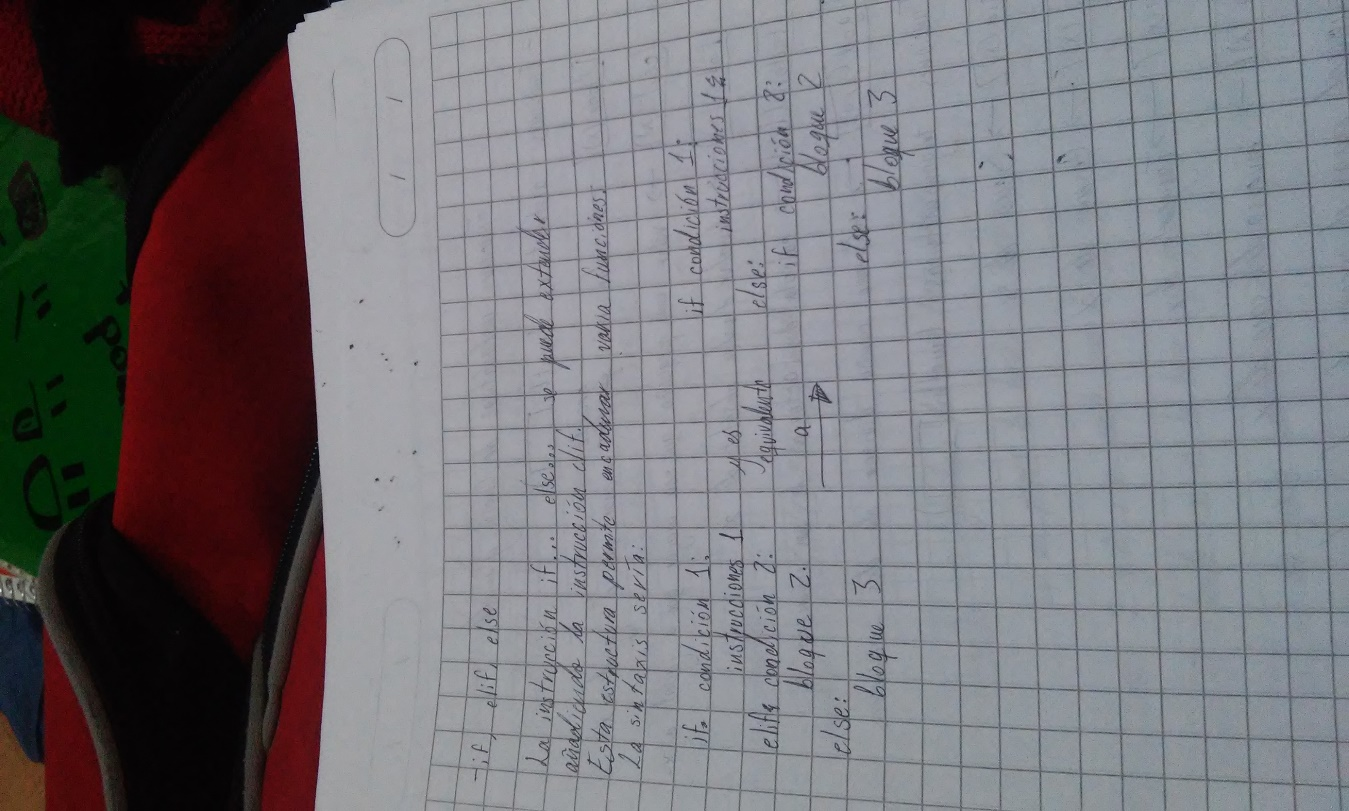 - if, elif, else
La instrucción if... else... se puede extender
añadiendo la instrucción elif.
Esta estructura permite encadenar varia funciones.
La sintaxis sería:
if condición 1:
instrucciones 1
elif condición 2:
bloque 2:
else:
bloque 3
y es
equivalente
a
if condición 1:
instrucciones 1
else:
if condición 2:
bloque 2
else:
bloque 3